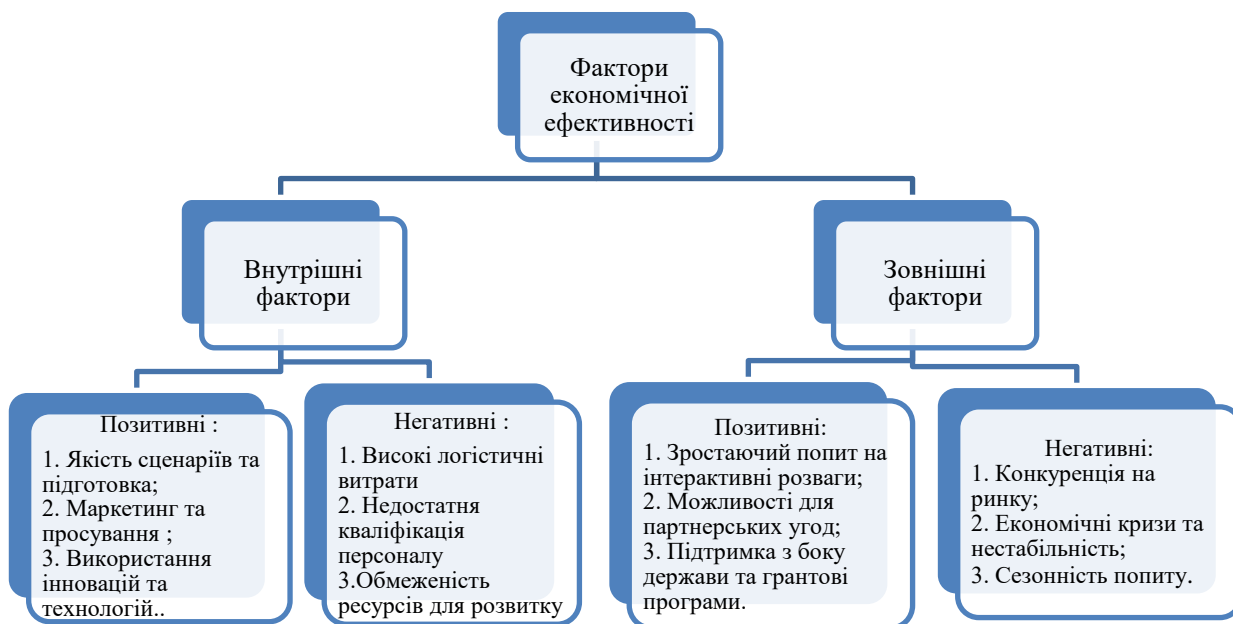 Фактори
економічної
ефективності
Внутрішні
фактори
Зовнішні
фактори
Позитивні :
1. Якість сценаріїв та
підготовка;
2. Маркетинг та
просування ;
3. Використання
інновацій та
технологій..
Негативні :
1. Високі логістичні
витрати
2. Недостатня
кваліфікація
персоналу
3.Обмеженість
ресурсів для розвитку
Позитивні:
1. Зростаючий попит на
інтерактивні розваги;
2. Можливості для
партнерських угод;
3. Підтримка з боку
держави та грантові
програми.
Негативні:
1. Конкуренція на
ринку;
2. Економічні кризи та
нестабільність;
3. Сезонність попиту.